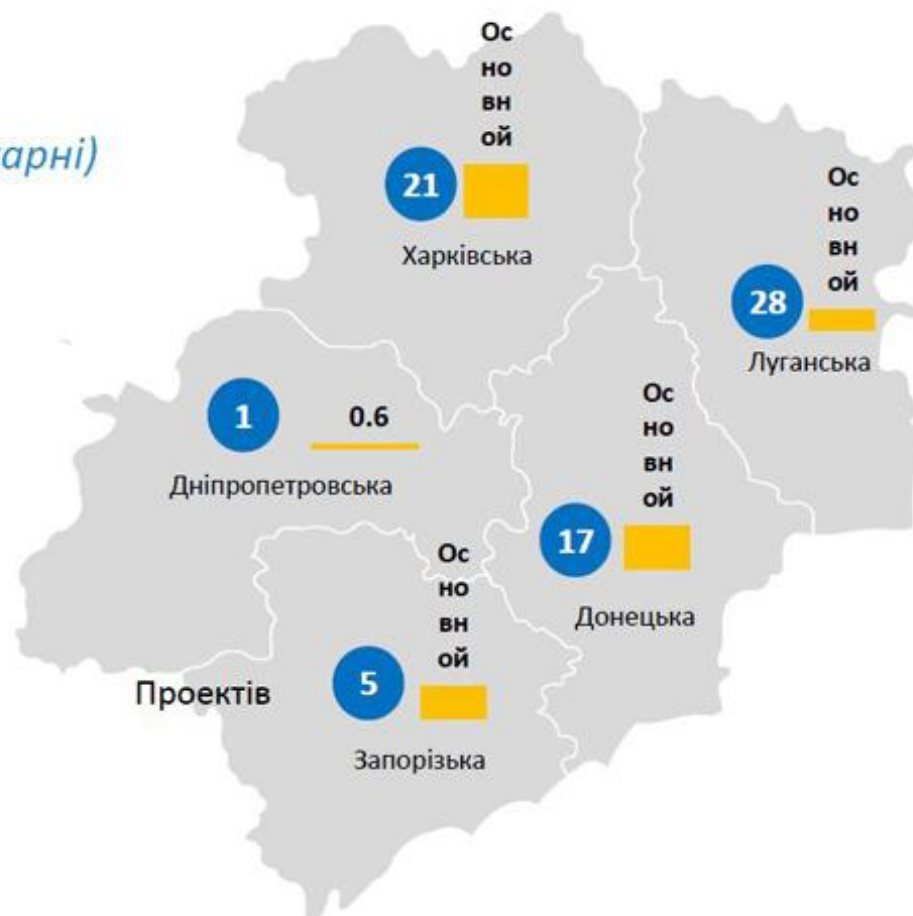 арні)
Ос
но
вн
ой
21
Харківська
Ос
но
вн
ой
28
Луганська
1
0.6
Дніпропетровська
Ос
но
вн
ой
17
Донецька
Ос
но
вн
ой
5
Проектів
Запорізька